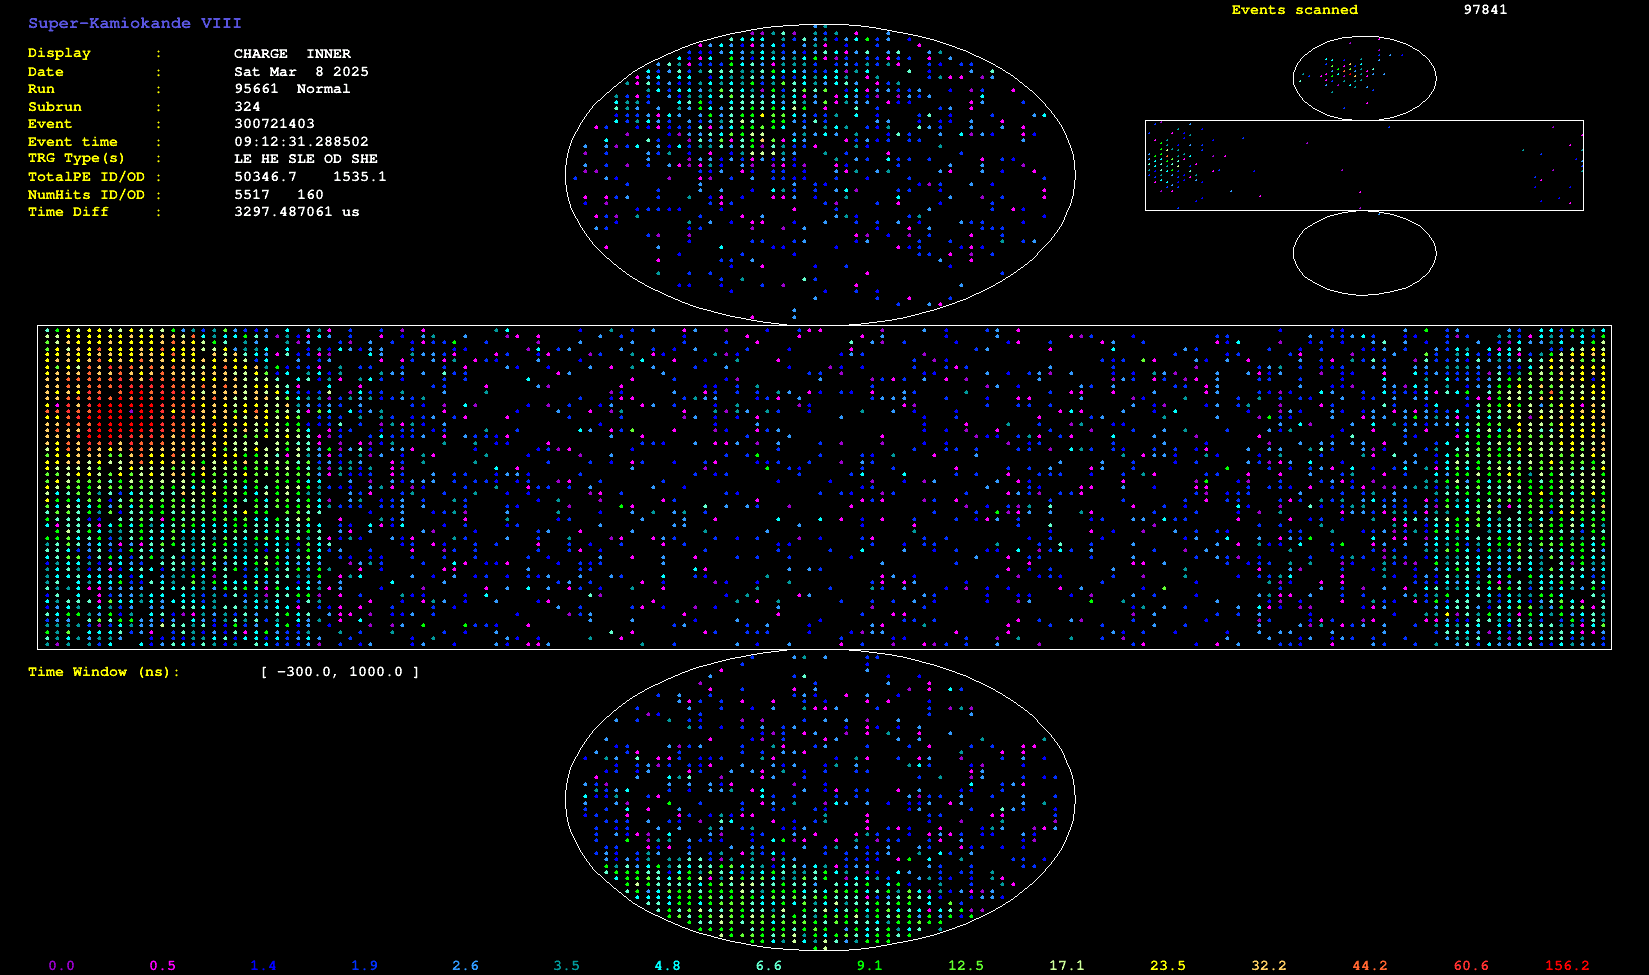 Super-Kamiokande VIII
Events scanned 97841
Display : CHARGE INNER
Date : Sat Mar 8 2025
Run : 95661 Normal
Subrun : 324
Event : 300721403
Event time : 09:12:31.288502
TRG Type(s) : LE HE SLE OD SHE
TotalPE ID/OD : 50346.7 1535.1
NumHits ID/OD : 5517 160
Time Diff : 3297.487061 us
Time Window (ns): [ -300.0, 1000.0 ]
0.0 0.5 1.4 1.9 2.6 3.5 4.8 6.6 9.1 12.5 17.1 23.5 32.2 44.2 60.6 156.2